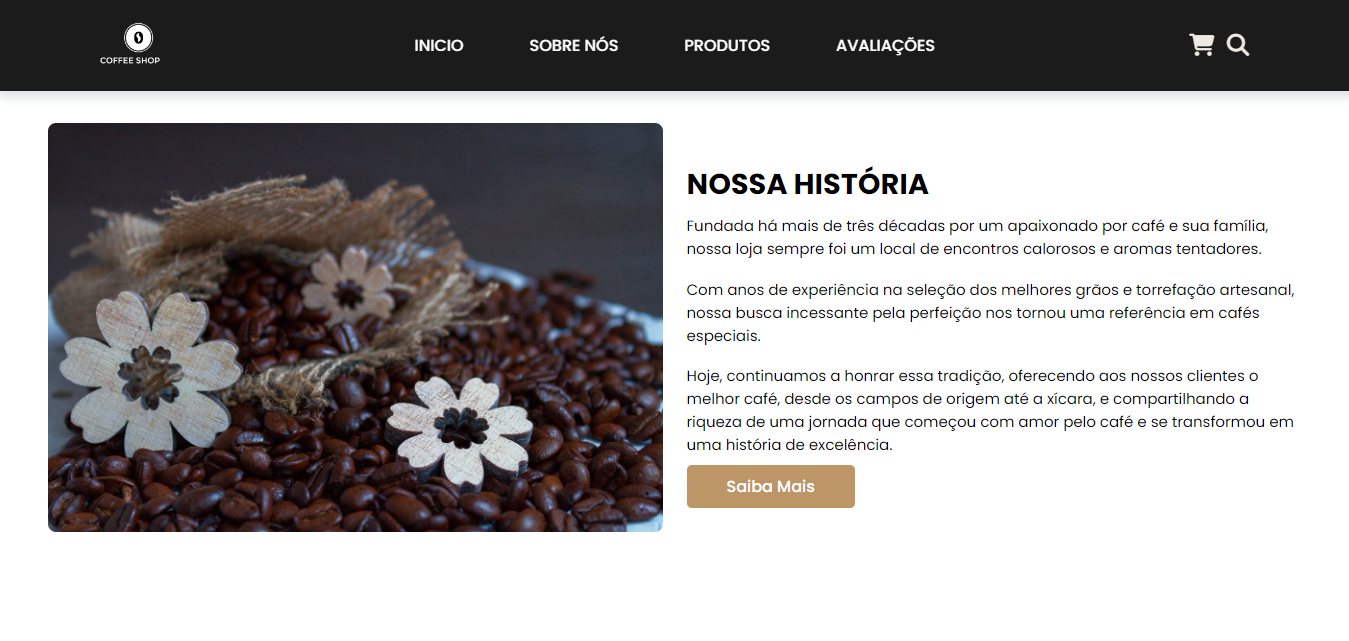 COFFEE SHOP
INICIO
SOBRE NÓS
PRODUTOS
AVALIAÇÕES
NOSSA HISTÓRIA
Fundada há mais de três décadas por um apaixonado por café e sua família,
nossa loja sempre foi um local de encontros calorosos e aromas tentadores.
Com anos de experiência na seleção dos melhores grãos e torrefação artesanal,
nossa busca incessante pela perfeição nos tornou uma referência em cafés
especiais.
Hoje, continuamos a honrar essa tradição, oferecendo aos nossos clientes o
melhor café, desde os campos de origem até a xícara, e compartilhando a
riqueza de uma jornada que começou com amor pelo café e se transformou em
uma história de excelência.
Saiba Mais